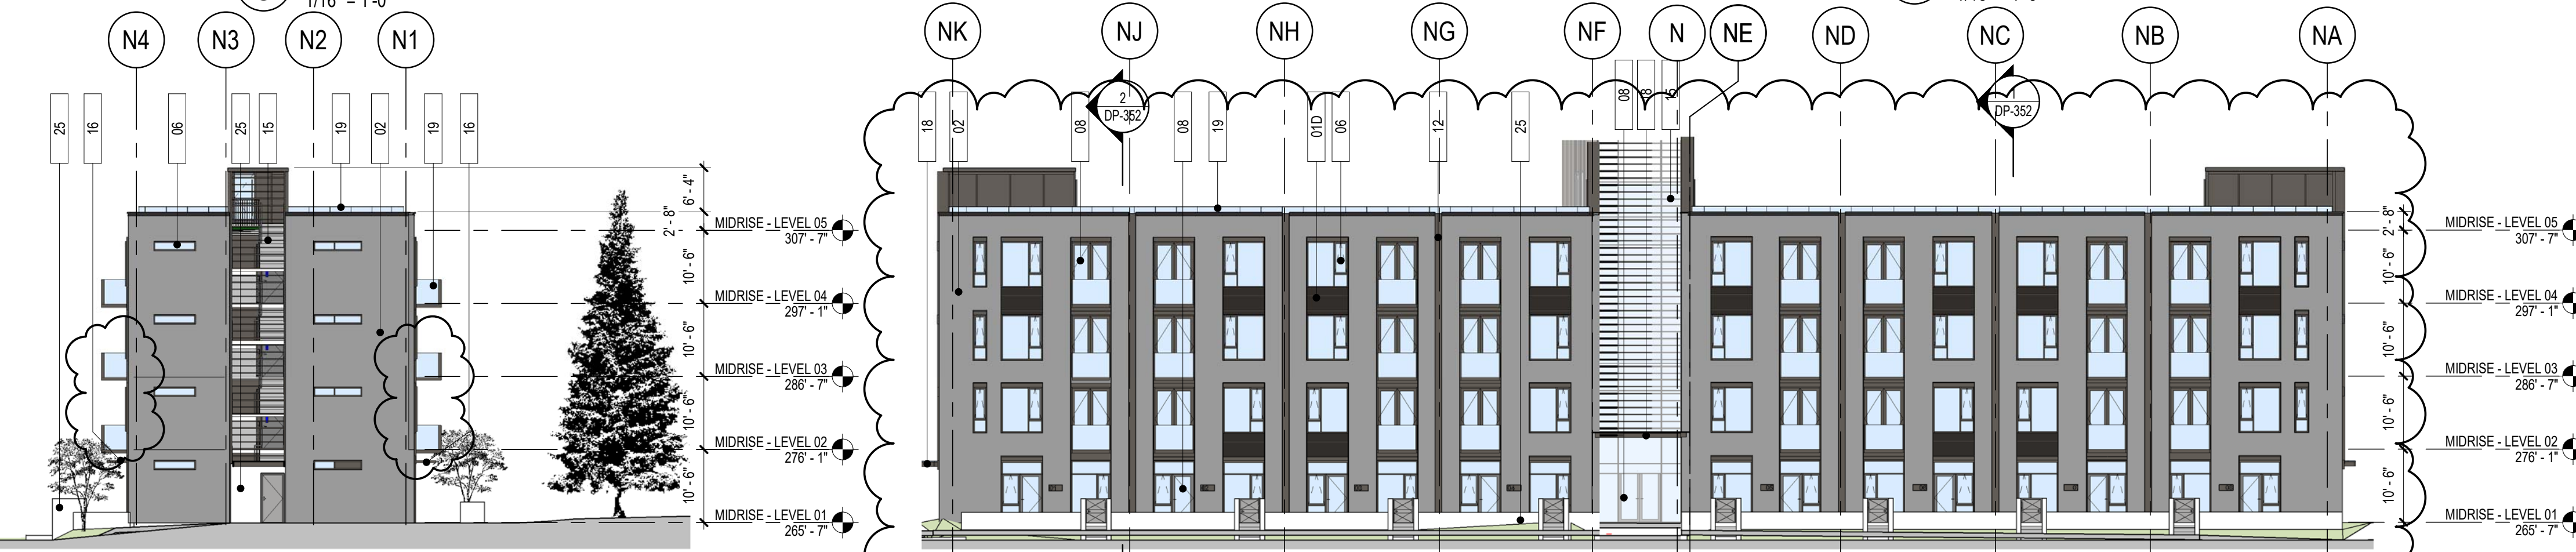 1/16" = 1'-0"
N4
N3
N2
N1
NK
NJ
NH
NG
NF
N
NE
ND
NC
NB
NA
25
16
06
25
15
19
02
19
16
18
02
08
2
DP-352
08
19
01D
06
12
25
08
18
15
1
DP-352
6' - 4"
2' - 8"
10' - 6"
10' - 6"
10' - 6"
10' - 6"
MIDRISE - LEVEL 05
307' - 7"
MIDRISE - LEVEL 04
297' - 1"
MIDRISE - LEVEL 03
286' - 7"
MIDRISE - LEVEL 02
276' - 1"
MIDRISE - LEVEL 01
265' - 7"
2' - 8"
10' - 6"
10' - 6"
10' - 6"
10' - 6"
MIDRISE - LEVEL 05
307' - 7"
MIDRISE - LEVEL 04
297' - 1"
MIDRISE - LEVEL 03
286' - 7"
MIDRISE - LEVEL 02
276' - 1"
MIDRISE - LEVEL 01
265' - 7"